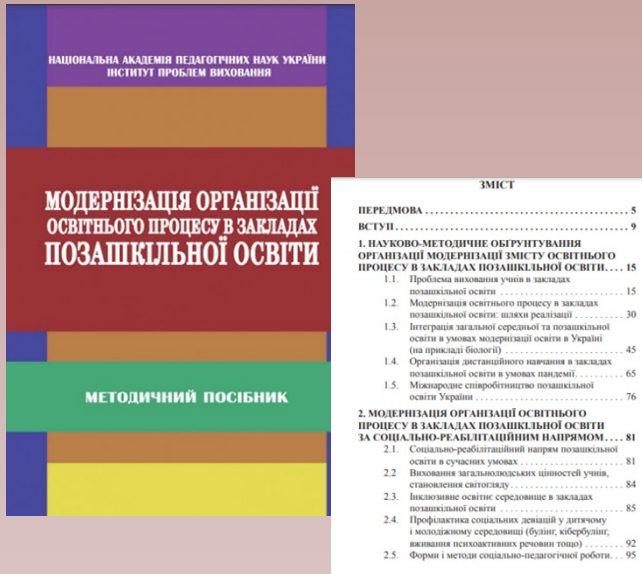 НАЦІОНАЛЬНА АКАДЕМІЯ ПЕДАГОГІЧНИХ НАУК УКРАЇНИ
ІНСТИТУТ ПРОБЛЕМ ВИХОВАННЯ
МОДЕРНІЗАЦІЯ ОРГАНІЗАЦІЇ
ОСВІТНЬОГО ПРОЦЕСУ В ЗАКЛАДАХ
ПОЗАШКІЛЬНОЇ ОСВІТИ
МЕТОДИЧНИЙ ПОСІБНИК
ЗМІСТ
ПЕРЕДМОВА . . . . . . . . . . . . . . . . . . . . . . . . . . . . . . . . . . . 5
ВСТУП . . . . . . . . . . . . . . . . . . . . . . . . . . . . . . . . . . . . . . . 9
1. НАУКОВО-МЕТОДИЧНЕ ОБҐРУНТУВАННЯ
ОРГАНІЗАЦІЇ МОДЕРНІЗАЦІЇ ЗМІСТУ ОСВІТНЬОГО
ПРОЦЕСУ В ЗАКЛАДАХ ПОЗАШКІЛЬНОЇ ОСВІТИ. . . . 15
1.1. Проблема виховання учнів в закладах
позашкільної освіти . . . . . . . . . . . . . . . . . . . . . . 15
1.2. Модернізація освітнього процесу в закладах
позашкільної освіти: шляхи реалізації . . . . . . . . . . 30
1.3. Інтеграція загальної середньої та позашкільної
освіти в умовах модернізації освіти в Україні
(на прикладі біології) . . . . . . . . . . . . . . . . . . . . . 45
1.4. Організація дистанційного навчання в закладах
позашкільної освіти в умовах пандемії. . . . . . . . . . 65
1.5. Міжнародне співробітництво позашкільної
освіти України . . . . . . . . . . . . . . . . . . . . . . . . . . 76
2. МОДЕРНІЗАЦІЯ ОРГАНІЗАЦІЇ ОСВІТНЬОГО
ПРОЦЕСУ В ЗАКЛАДАХ ПОЗАШКІЛЬНОЇ ОСВІТИ
ЗА СОЦІАЛЬНО-РЕАБІЛІТАЦІЙНИМ НАПРЯМОМ. . . . 81
2.1. Соціально-реабілітаційний напрям позашкільної
освіти в сучасних умовах . . . . . . . . . . . . . . . . . . 81
2.2 Виховання загальнолюдських цінностей учнів,
становлення світогляду. . . . . . . . . . . . . . . . . . . . 84
2.3. Інклюзивне освітнє середовище в закладах
позашкільної освіти . . . . . . . . . . . . . . . . . . . . . . 85
2.4. Профілактика соціальних девіацій у дитячому
і молодіжному середовищі (булінг, кібербулінг,
вживання психоактивних речовин тощо) . . . . . . . . 92
2.5. Форми і методи соціально-педагогічної роботи. . . 95